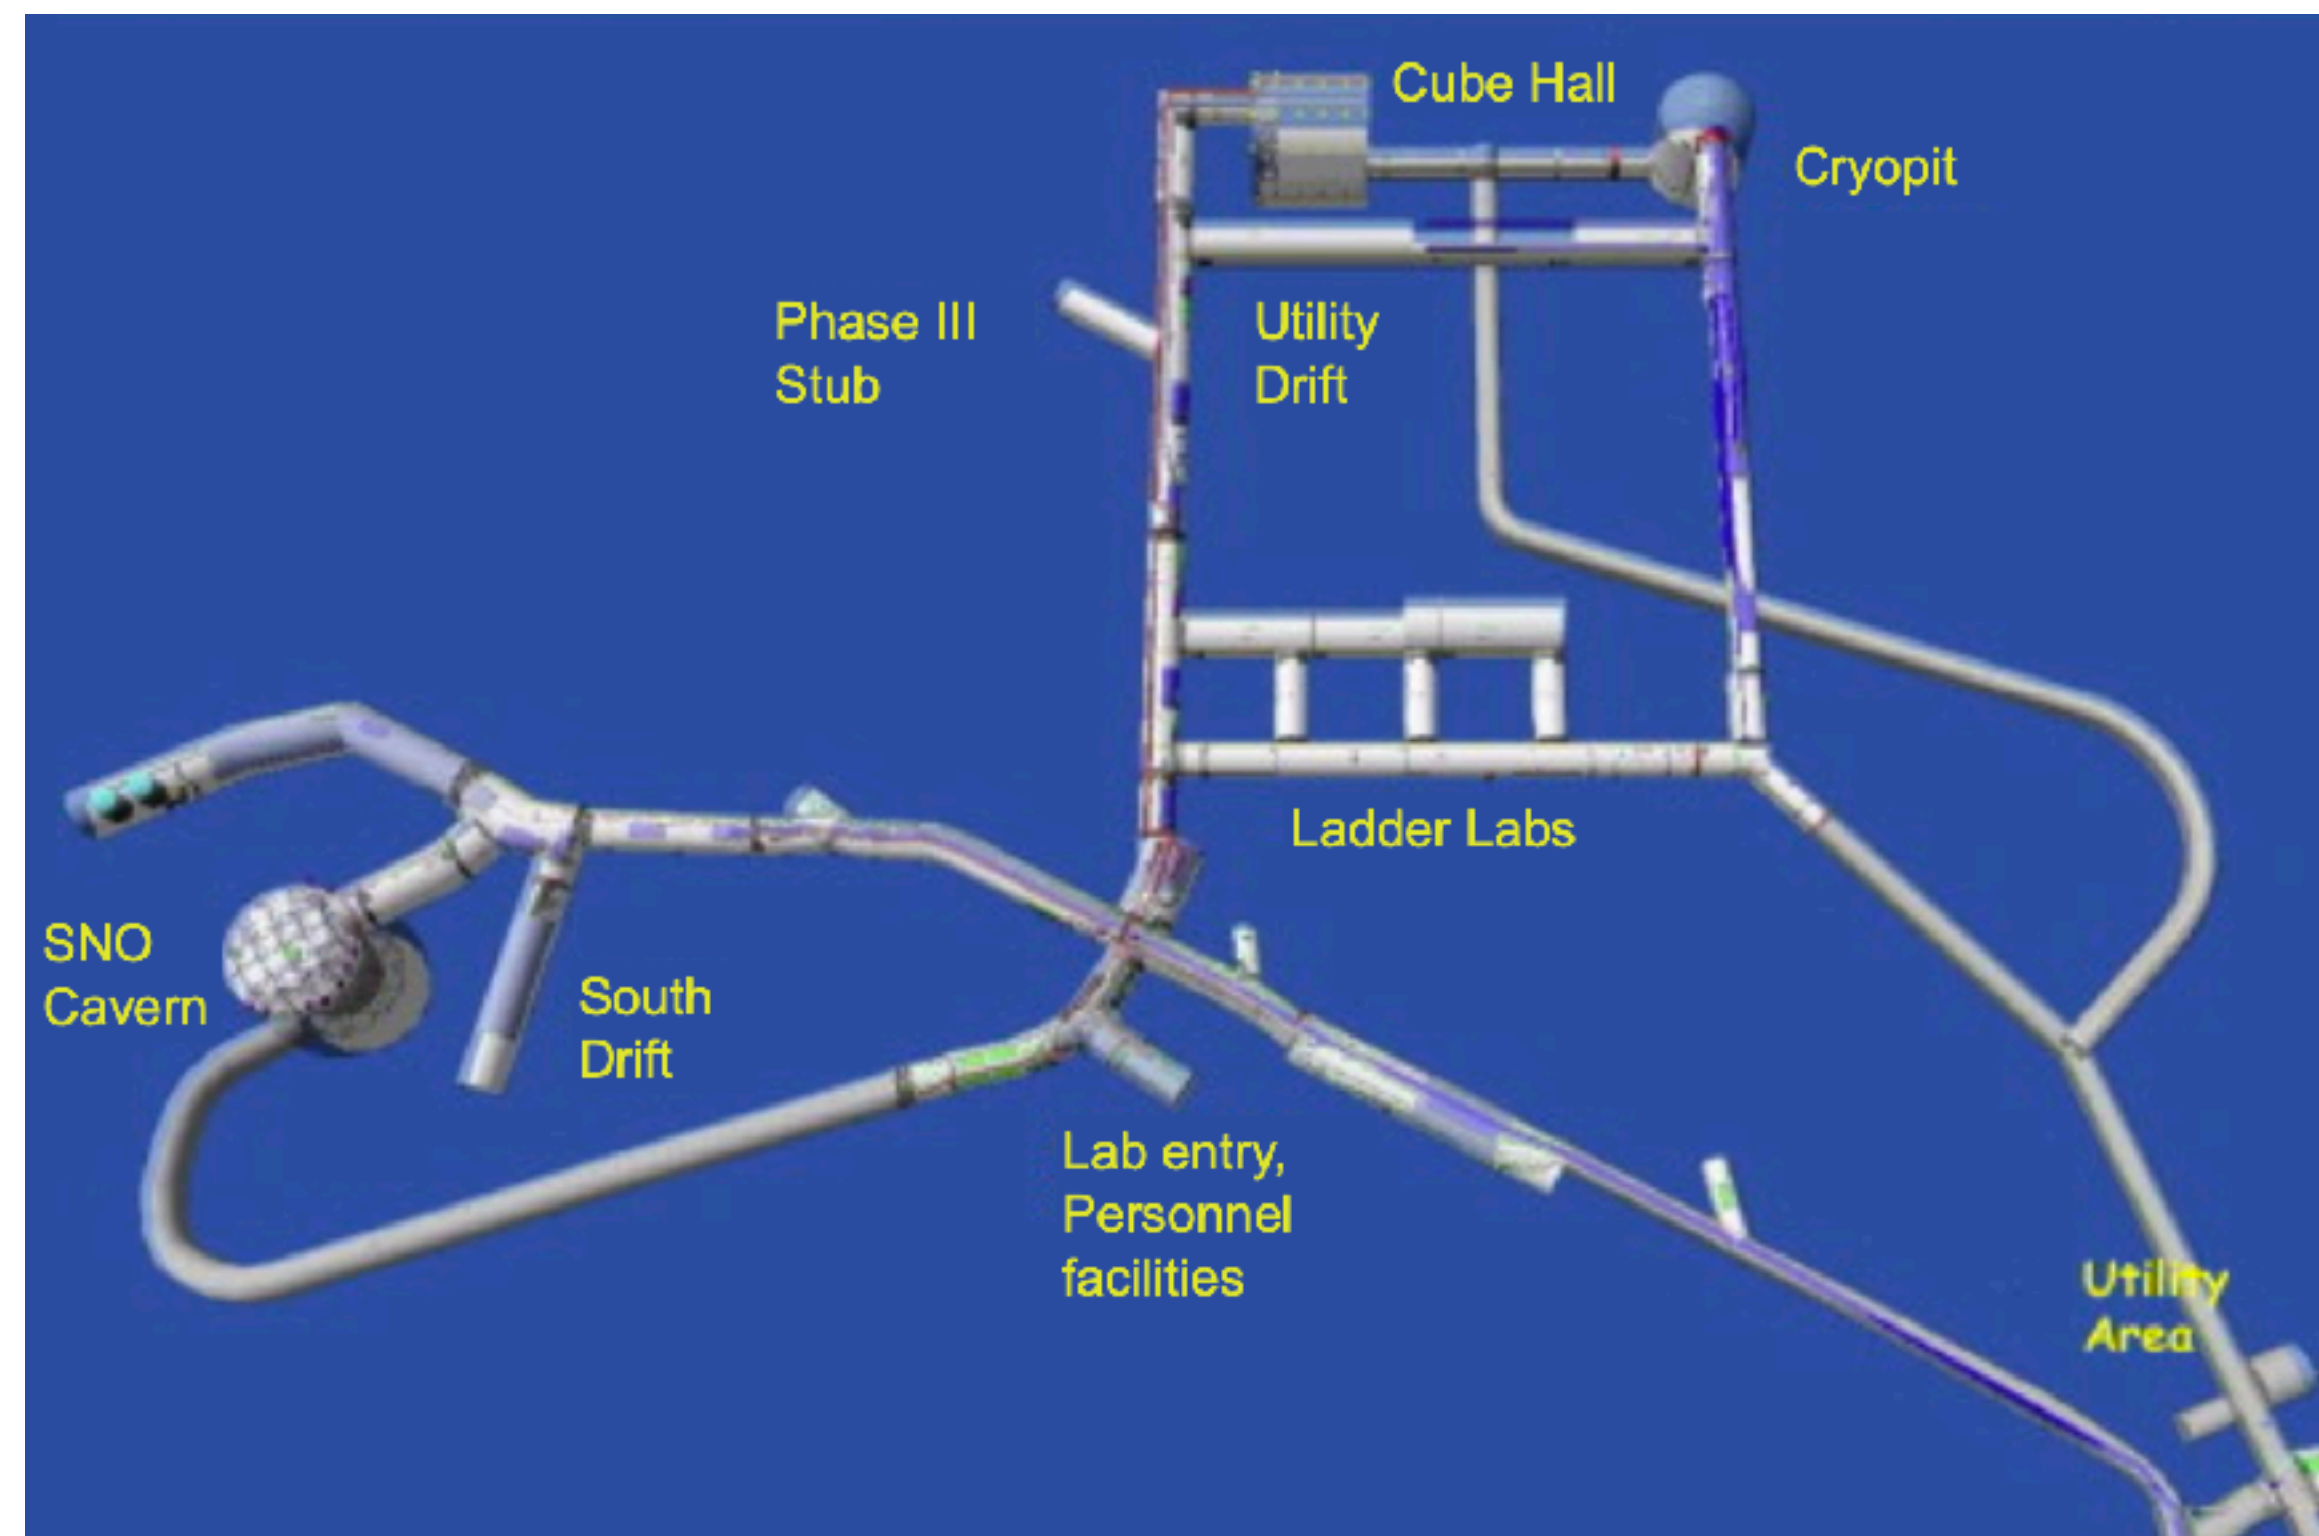 Cube Hall
Cryopit
Phase III
Stub
Utility
Drift
Ladder Labs
SNO
Cavern
South
Drift
Lab entry,
Personnel
facilities
Utility
Area